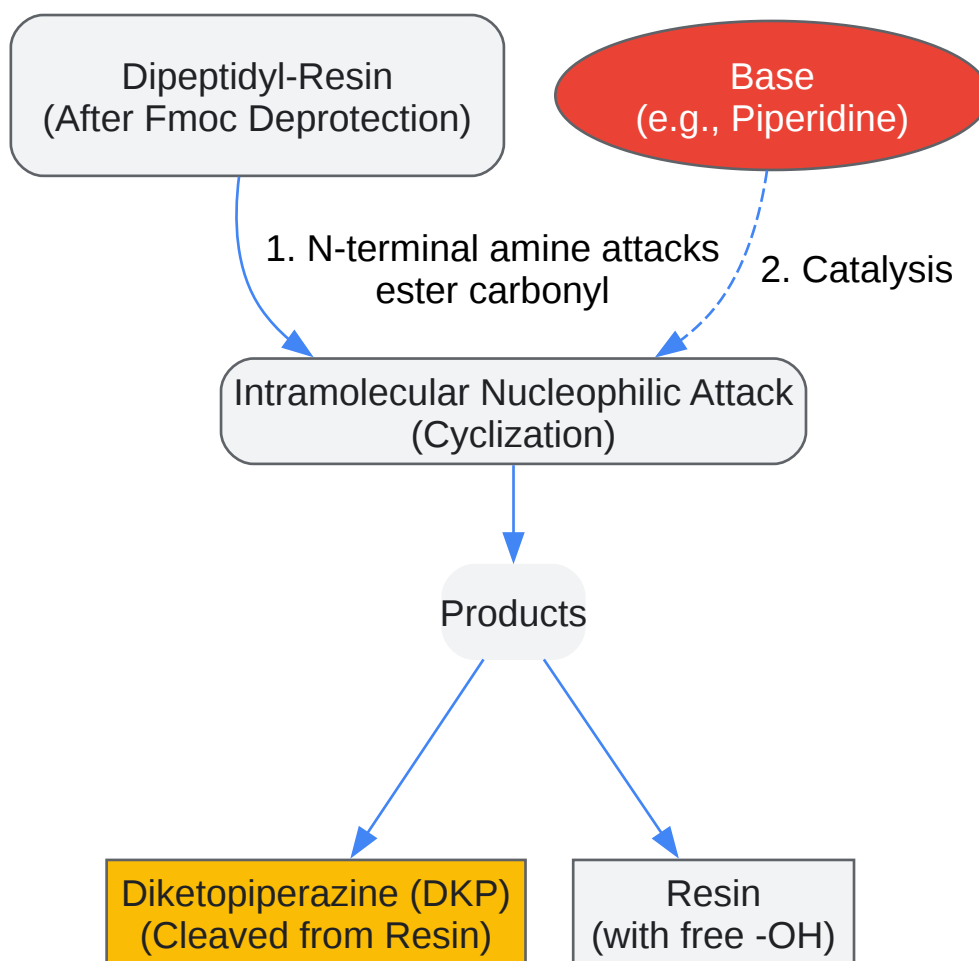 Dipeptidyl-Resin
(After Fmoc Deprotection)
Base
(e.g., Piperidine)
1. N-terminal amine attacks
ester carbonyl
2. Catalysis
Intramolecular Nucleophilic Attack
(Cyclization)
Products
Diketopiperazine (DKP)
(Cleaved from Resin)
Resin
(with free -OH)